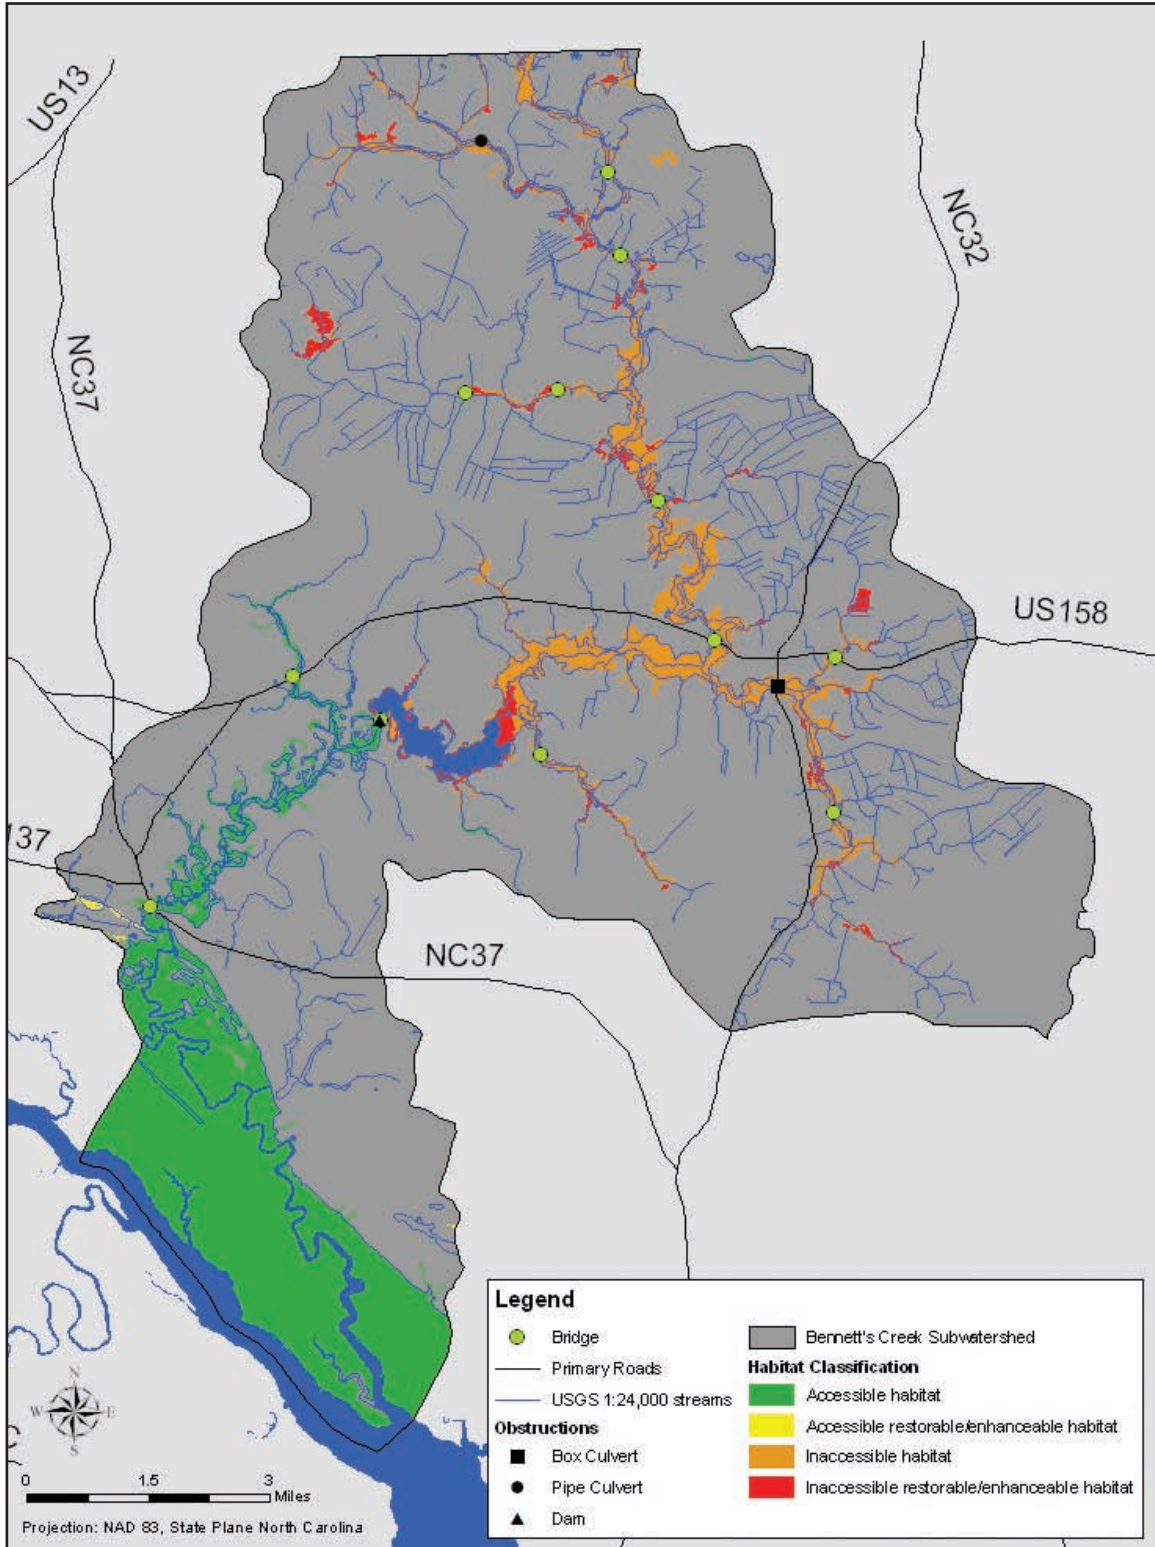 US13
NC32
NC37
US158
137
NC37
Legend
Bridge
Primary Roads
USGS 1:24,000 streams
Obstructions
Box Culvert
Pipe Culvert
Dam
Bennett's Creek Subwatershed
Habitat Classification
Accessible habitat
Accessible restorable/enhanceable habitat
Inaccessible habitat
Inaccessible restorable/enhanceable habitat
N
W E
S
0 1.5 3
Miles
Projection: NAD 83, State Plane North Carolina